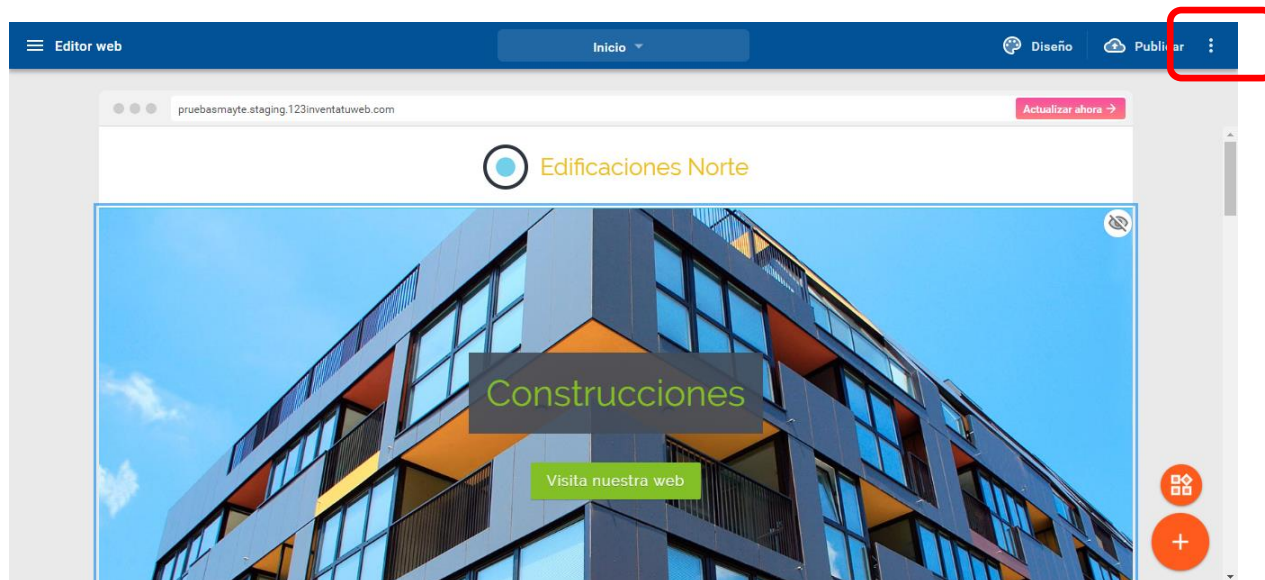 Editor web
Inicio
Diseño
Publicar
pruebasmayte.staging.123inventatuweb.com
Actualizar ahora →
Edificaciones Norte
Construcciones
Visita nuestra web